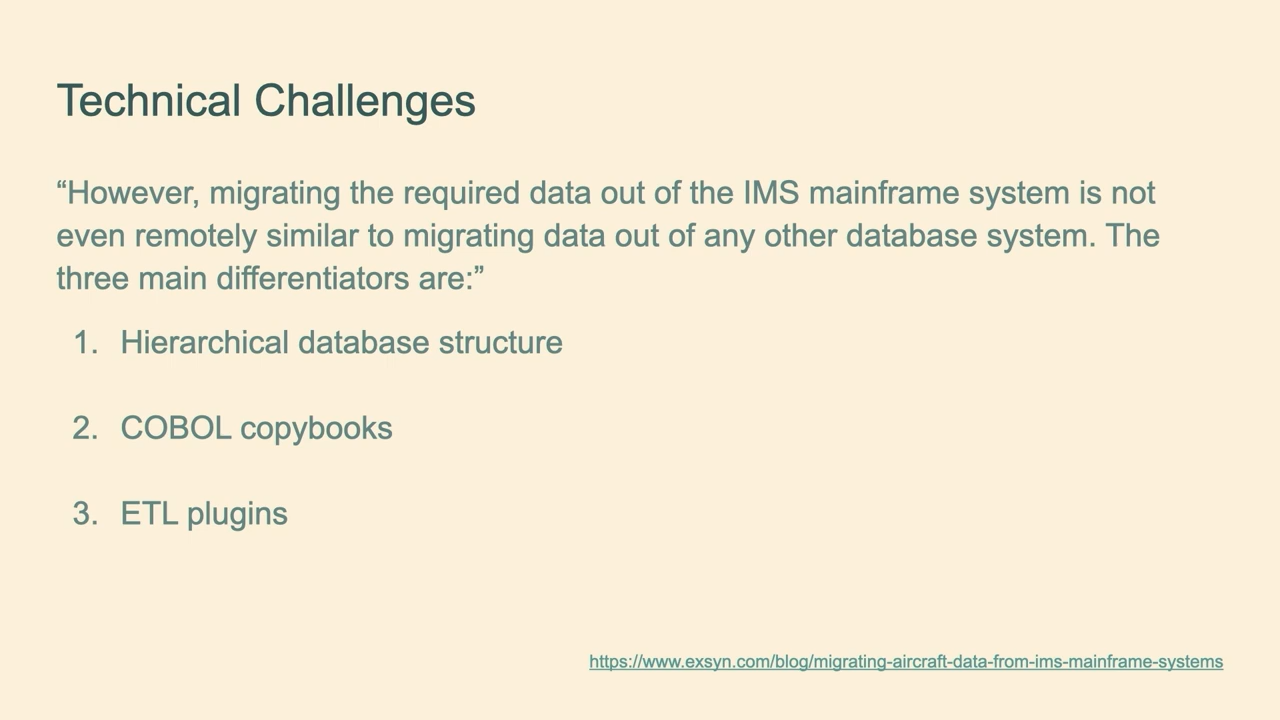 Technical Challenges
“However, migrating the required data out of the IMS mainframe system is not
even remotely similar to migrating data out of any other database system. The
three main differentiators are:”
1. Hierarchical database structure
2. COBOL copybooks
3. ETL plugins
https://www.exsyn.com/blog/migrating-aircraft-data-from-ims-mainframe-systems